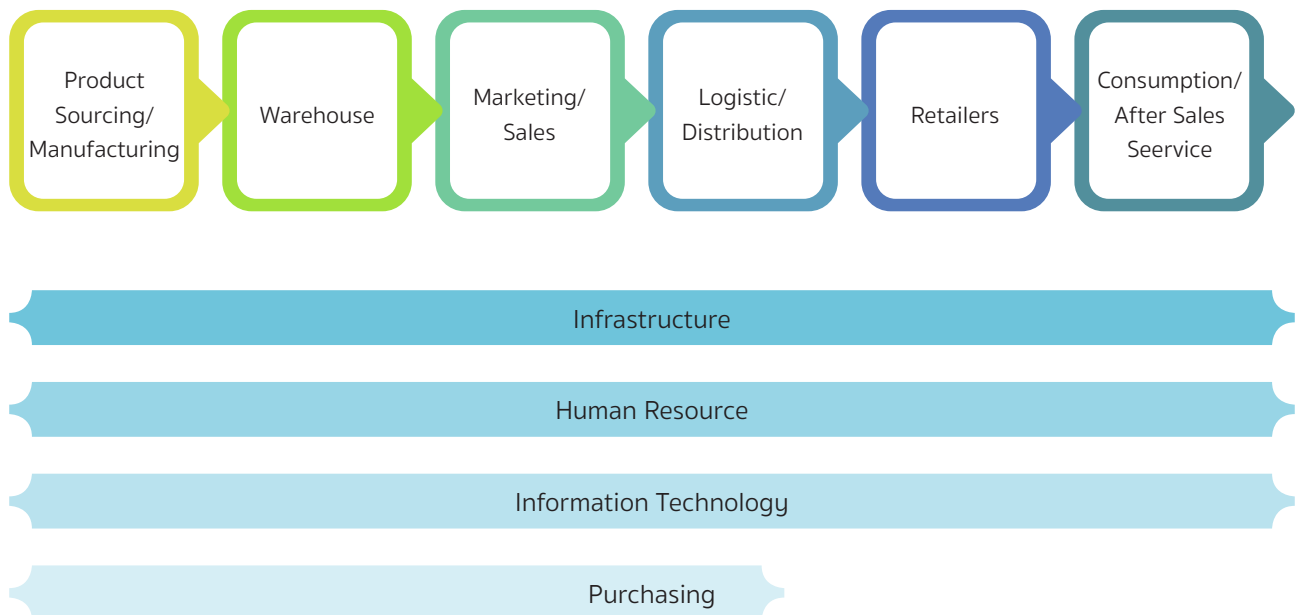 Product
Sourcing/
Manufacturing
Warehouse
Marketing/
Sales
Logistic/
Distribution
Retailers
Consumption/
After Sales
Seervice
Infrastructure
Human Resource
Information Technology
Purchasing